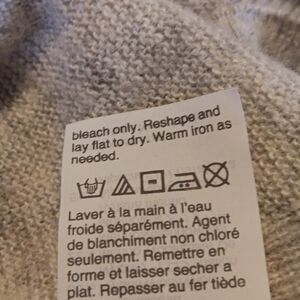 bleach only. Reshape and
lay flat to dry. Warm iron as
needed.
Laver à la main à l'eau
froide séparément. Agent
de blanchiment non chloré
seulement. Remettre en
forme et laisser secher a
plat. Repasser au fer tiède